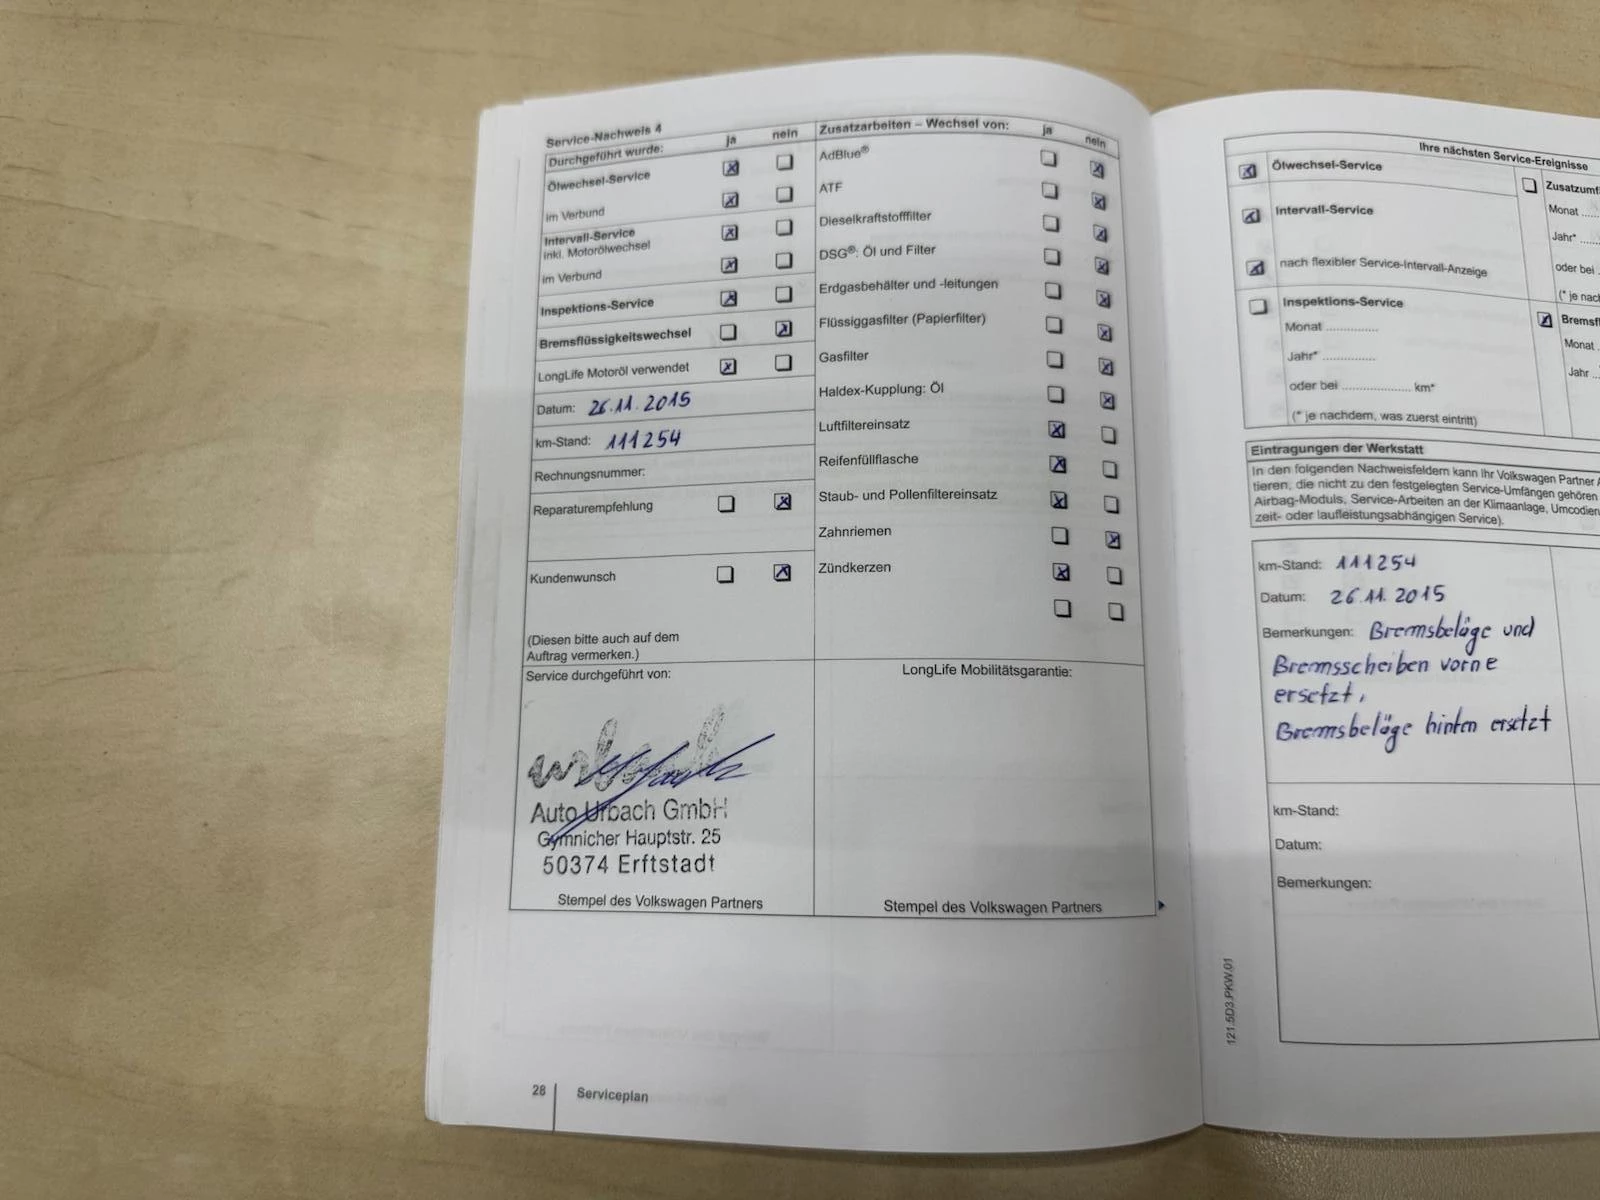 Service-Nachweis 4
Durchgeführt wurde: ja nein
Ölwechsel-Service
im Verbund
Intervall-Service
inkl. Motorölwechsel
im Verbund
Inspektions-Service
Bremsflüssigkeitswechsel
LongLife Motoröl verwendet
Datum: 26.11.2015
km-Stand: 111254
Rechnungsnummer:
Reparaturempfehlung
Kundenwunsch
(Diesen bitte auch auf dem
Auftrag vermerken.)
Service durchgeführt von:
Auto Urbach GmbH
Gymnicher Hauptstr. 25
50374 Erftstadt
Stempel des Volkswagen Partners
Zusatzarbeiten – Wechsel von: ja nein
AdBlue®
ATF
Dieselkraftstofffilter
DSG®: Öl und Filter
Erdgasbehälter und -leitungen
Flüssiggasfilter (Papierfilter)
Gasfilter
Haldex-Kupplung: Öl
Luftfiltereinsatz
Reifenfüllflasche
Staub- und Pollenfiltereinsatz
Zahnriemen
Zündkerzen
LongLife Mobilitätsgarantie:
Stempel des Volkswagen Partners
28 Serviceplan
Ihre nächsten Service-Ereignisse
Ölwechsel-Service
Intervall-Service
nach flexibler Service-Intervall-Anzeige
Inspektions-Service
Monat ...............
Jahr* ...............
oder bei .................... km*
(* je nachdem, was zuerst eintritt)
Monat .....
Jahr* .....
oder bei .
(* je
Monat .
Jahr ...
Eintragungen der Werkstatt
In den folgenden Nachweisfeldern kann Ihr Volkswagen Partner
tieren, die nicht zu den festgelegten Service-Umfängen gehören
Airbag-Moduls, Service-Arbeiten an der Klimaanlage,
zeit- oder laufleistungsabhängigen Service).
km-Stand: 111254
Datum: 26.11.2015
Bemerkungen: Bremsbeläge und
Bremsscheiben vorne
ersetzt,
Bremsbeläge hinten ersetzt
km-Stand:
Datum:
Bemerkungen:
121.5D3.PKW.01